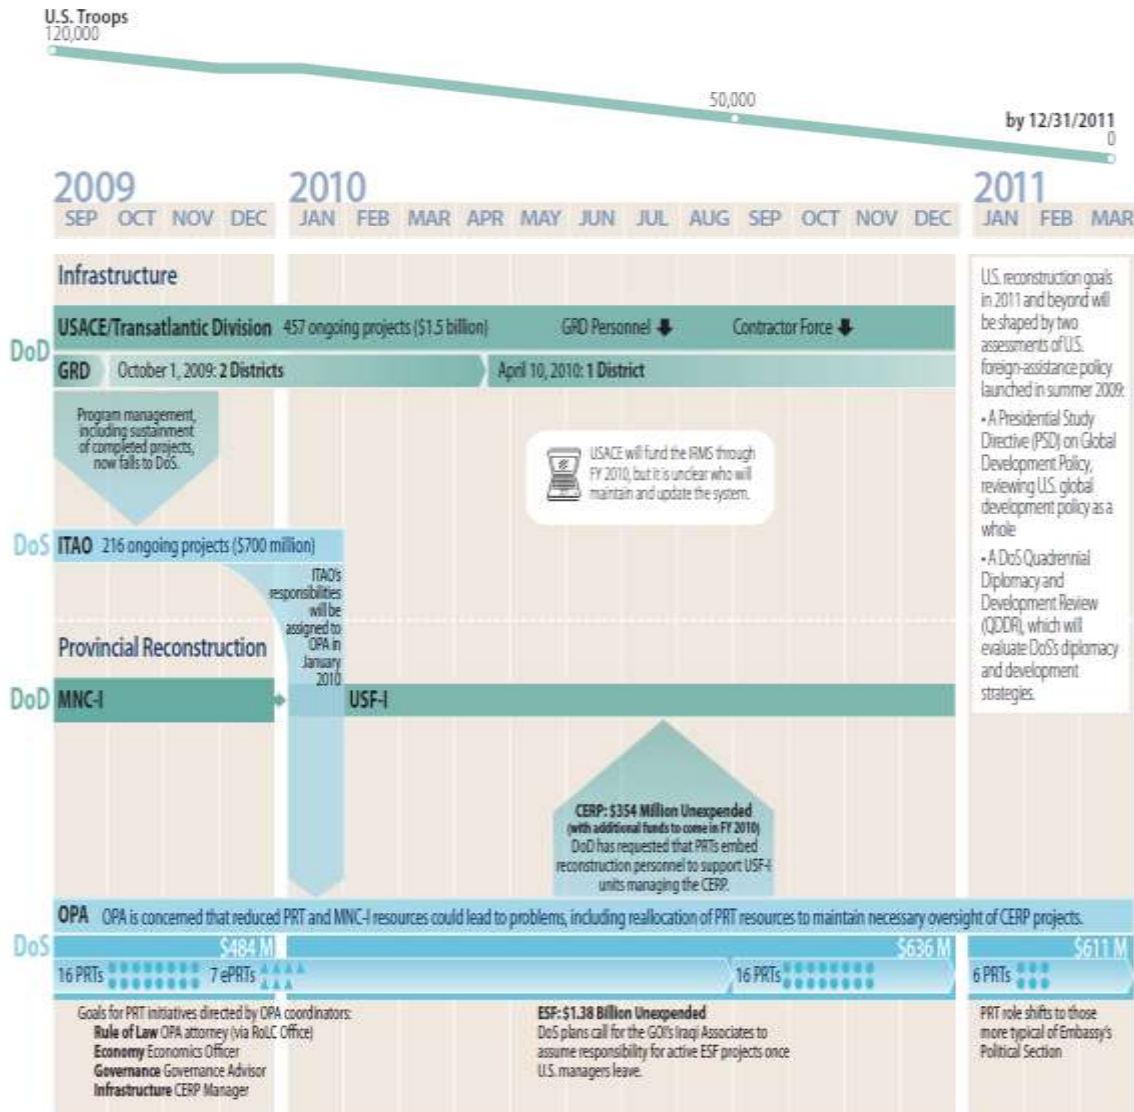 U.S. Troops
120,000
50,000
by 12/31/2011
0
2009
2010
2011
SEP OCT NOV DEC JAN FEB MAR APR MAY JUN JUL AUG SEP OCT NOV DEC JAN FEB MAR
Infrastructure
DoD
USACE/Transatlantic Division 457 ongoing projects ($1.5 billion) GRD Personnel Contractor Force
GRD October 1, 2009: 2 Districts April 10, 2010: 1 District
Program management,
including sustainment
of completed projects,
now falls to DoS.
USACE will fund the IRMS through
FY 2010, but it is unclear who will
maintain and update the system.
DoS
ITAO 216 ongoing projects ($700 million)
ITAO's
responsibilities
will be
assigned to
OPA in
January
2010
Provincial Reconstruction
DoD
MNC-I
USF-I
CERP: $354 Million Unexpended
(with additional funds to come in FY 2010)
DoD has requested that PRTs embed
reconstruction personnel to support USF-I
units managing the CERP.
U.S. reconstruction goals
in 2011 and beyond will
be shaped by two
assessments of U.S.
foreign-assistance policy
launched in summer 2009:
• A Presidential Study
Directive (PSD) on Global
Development Policy,
reviewing U.S. global
development policy as a
whole
• A DoS Quadrennial
Diplomacy and
Development Review
(QDDR), which will
evaluate DoS's diplomacy
and development
strategies.
OPA OPA is concerned that reduced PRT and MNC-I resources could lead to problems, including reallocation of PRT resources to maintain necessary oversight of CERP projects.
DoS
$484 M
$636 M
$611 M
16 PRTs 7 ePRTs 16 PRTs 6 PRTs
Goals for PRT initiatives directed by OPA coordinators:
Rule of Law OPA attorney (via RoLC Office)
Economy Economics Officer
Governance Governance Advisor
Infrastructure CERP Manager
ESF: $1.38 Billion Unexpended
DoS plans call for the GOI's Iraqi Associates to
assume responsibility for active ESF projects once
U.S. managers leave.
PRT role shifts to those
more typical of Embassy's
Political Section